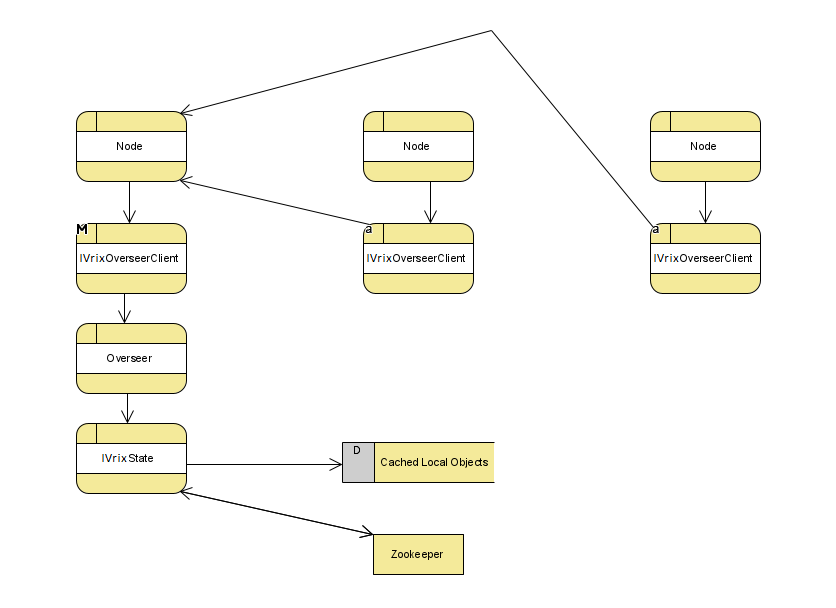 Node
Node
Node
M
a
a
IVrixOverseerClient
IVrixOverseerClient
IVrixOverseerClient
Overseer
D
IVrixState
Cached Local Objects
Zookeeper